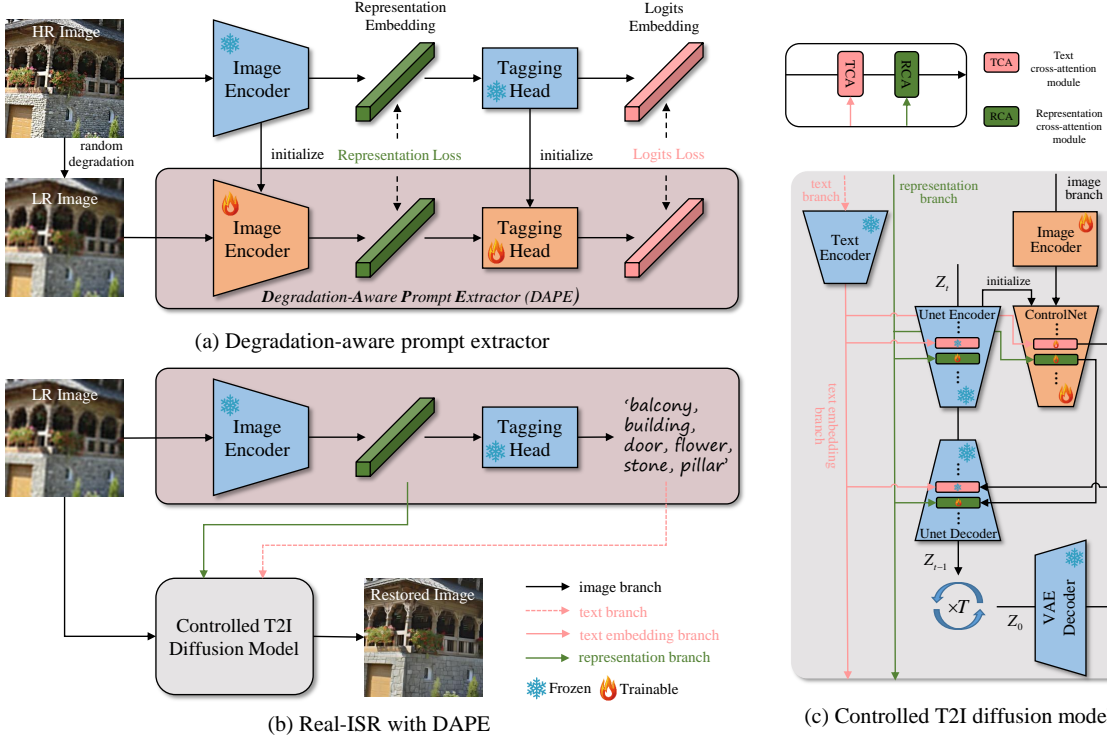 HR Image
Image
Encoder
Representation
Embedding
Tagging
Head
Logits
Embedding
random
degradation
initialize
Representation Loss
initialize
Logits Loss
LR Image
Image
Encoder
Tagging
Head
Degradation-Aware Prompt Extractor (DAPE)
(a) Degradation-aware prompt extractor
LR Image
Image
Encoder
Tagging
Head
‘balcony,
building,
door, flower,
stone, pillar’
Controlled T2I
Diffusion Model
Restored Image
image branch
text branch
text embedding branch
representation branch
Frozen
Trainable
(b) Real-ISR with DAPE
TCA
RCA
TCA
Text
cross-attention
module
RCA
Representation
cross-attention
module
text
branch
representation
branch
image
branch
Text
Encoder
Image
Encoder
Zt
initialize
Unet Encoder
ControlNet
text embedding
branch
Unet Decoder
Zt−1
×T
Z0
VAE
Decoder
(c) Controlled T2I diffusion mode